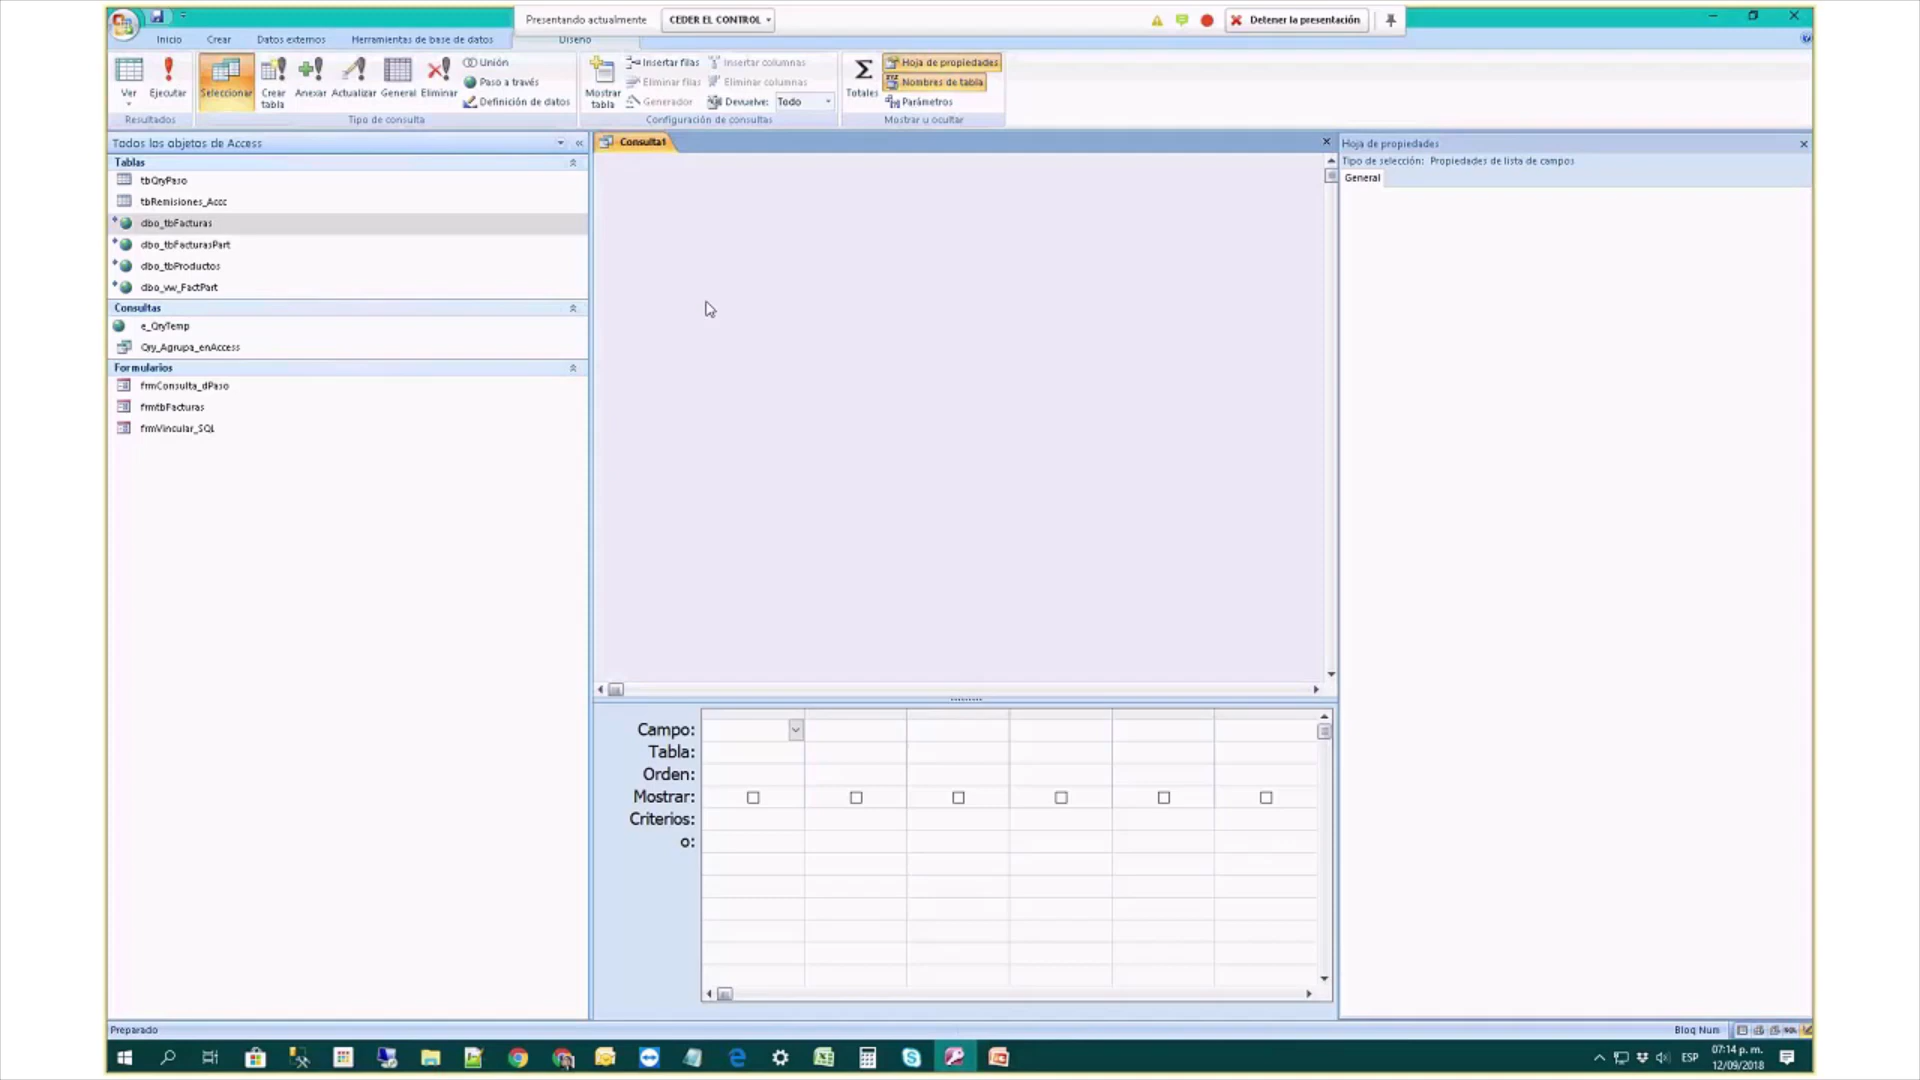 Presentando actualmente
CEDER EL CONTROL
Detener la presentación
Inicio
Crear
Datos externos
Herramientas de base de datos
Diseño
Ver
Ejecutar
Resultados
Seleccionar
Crear tabla
Anexar
Actualizar
General
Eliminar
Unión
Paso a través
Definición de datos
Tipo de consulta
Mostrar tabla
Insertar filas
Eliminar filas
Generador
Insertar columnas
Eliminar columnas
Devuelve: Todo
Configuración de consultas
Totales
Hoja de propiedades
Nombres de tabla
Parámetros
Mostrar u ocultar
Todos los objetos de Access
Tablas
tbQryPaso
tbRemisiones_Accc
dbo_tbFacturas
dbo_tbFacturasPart
dbo_tbProductos
dbo_vw_FactPart
Consultas
e_QryTemp
Qry_Agrupa_enAccess
Formularios
frmConsulta_dPaso
frmtbFacturas
frmVincular_SQL
Consulta1
Campo:
Tabla:
Orden:
Mostrar:
Criterios:
o:
Hoja de propiedades
Tipo de selección: Propiedades de lista de campos
General
Preparado
Bloq Num
ESP
07:14 p. m.
12/09/2018